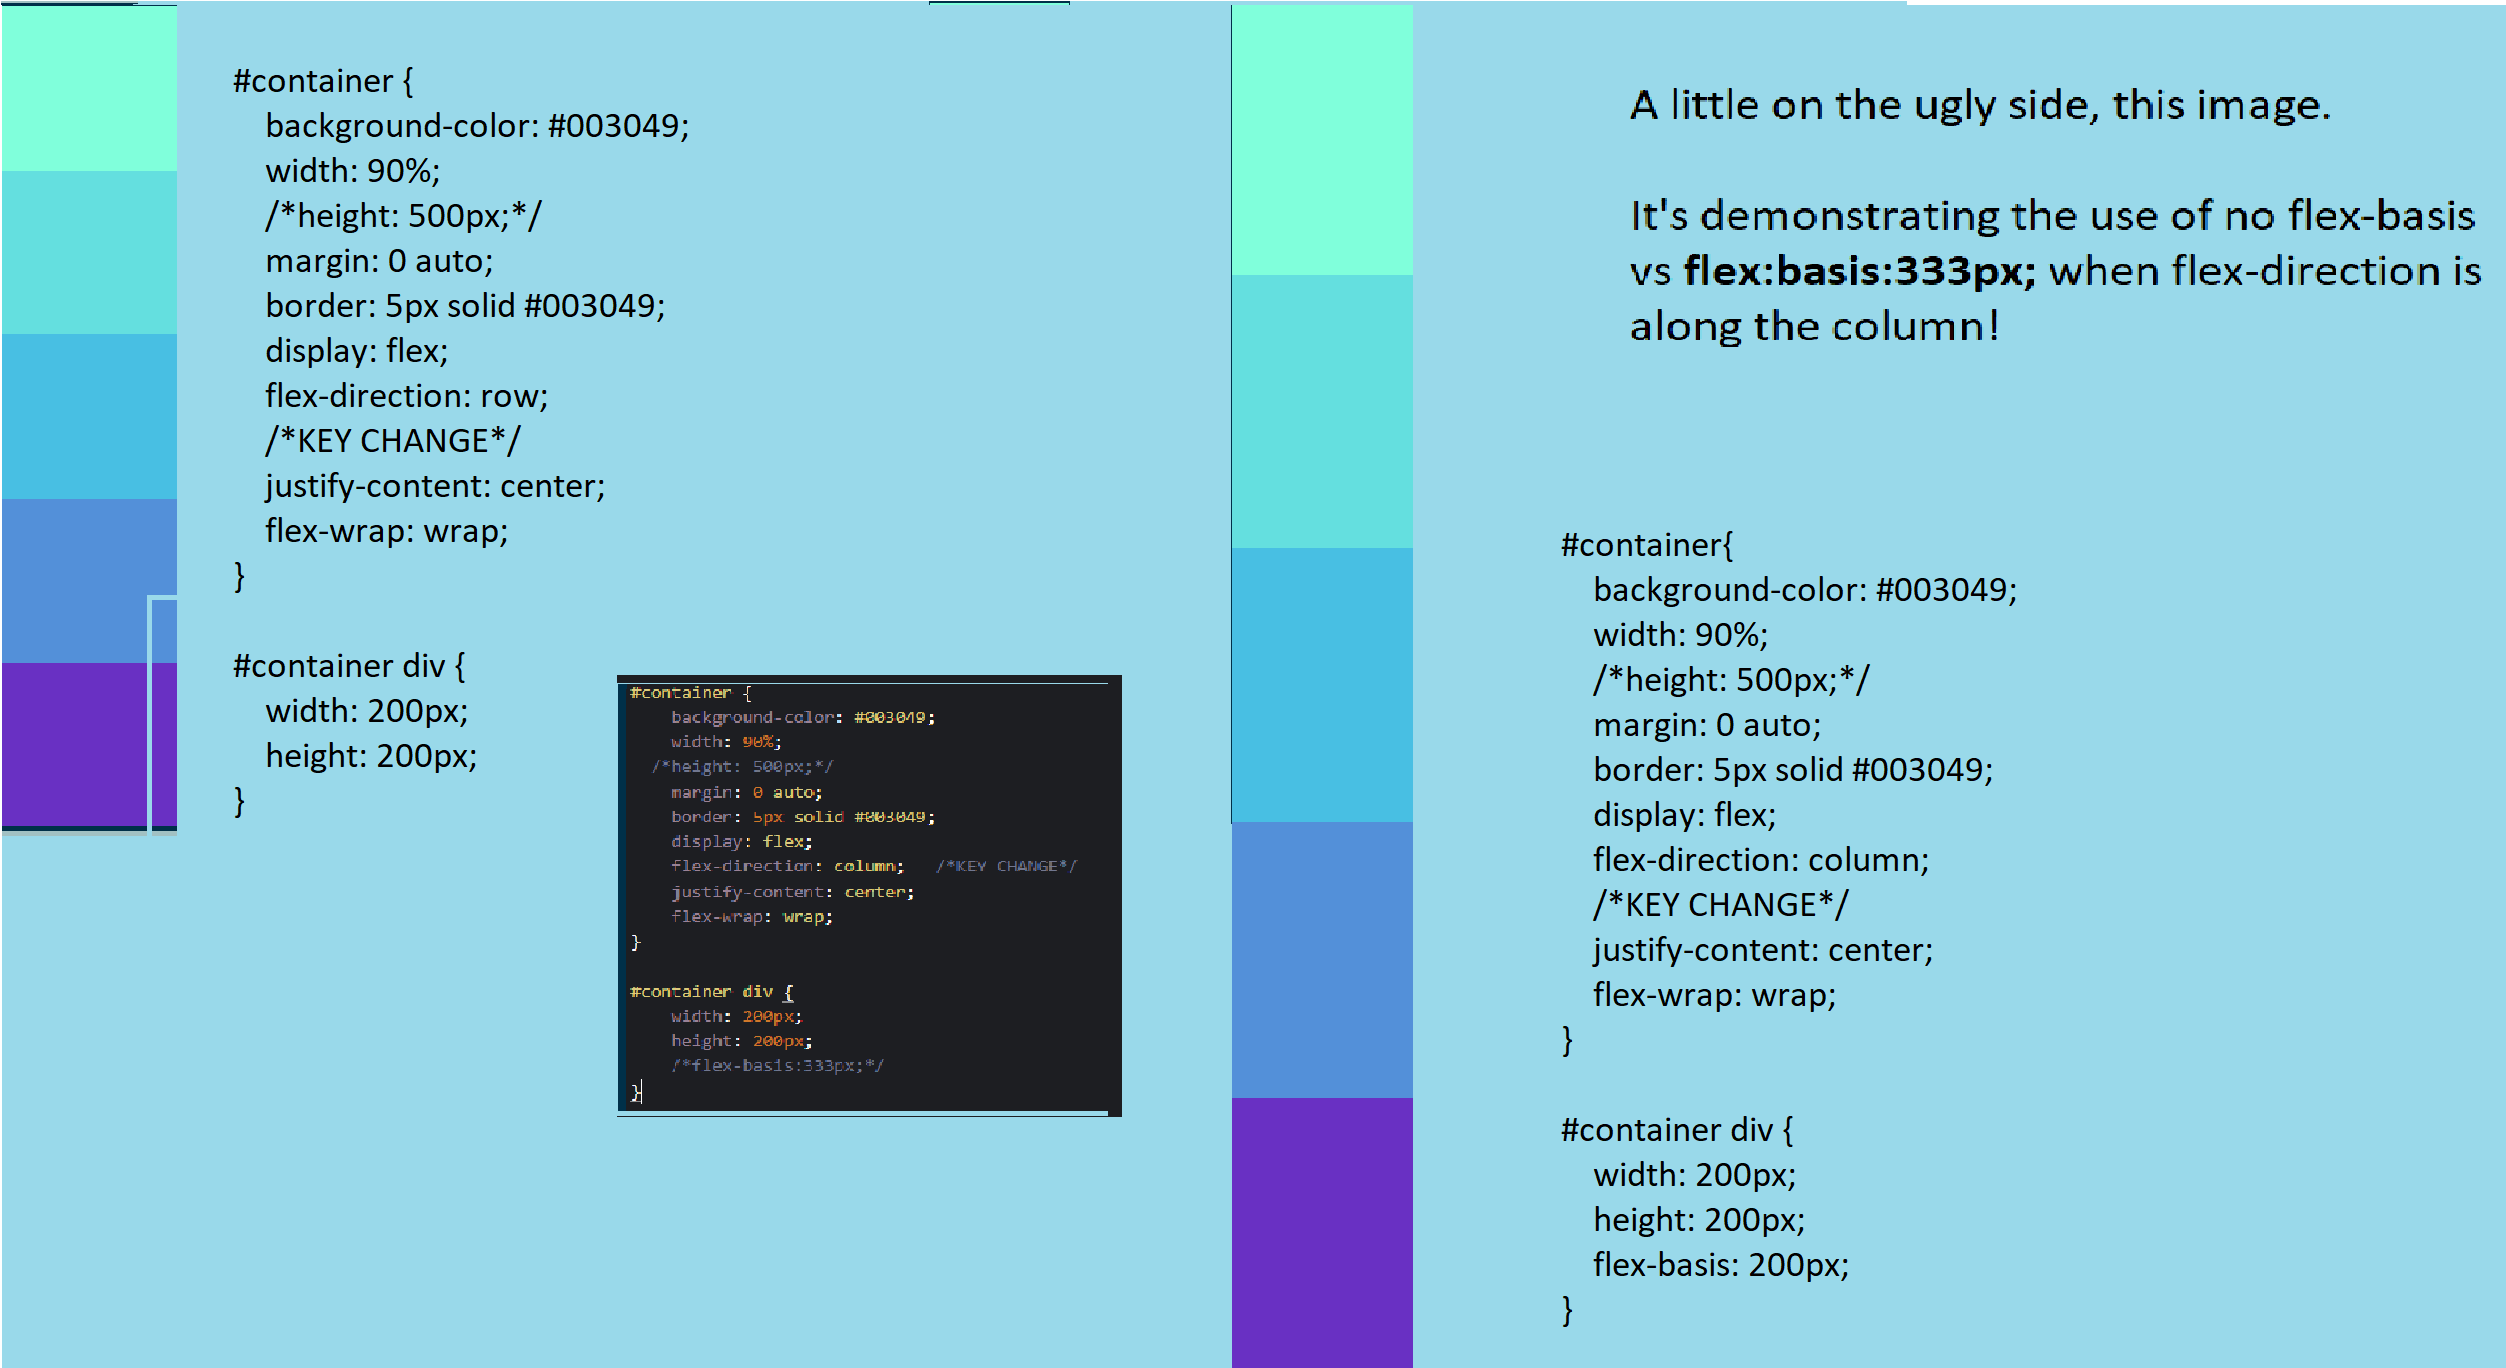 #container {
background-color: #003049;
width: 90%;
/*height: 500px;*/
margin: 0 auto;
border: 5px solid #003049;
display: flex;
flex-direction: row;
/*KEY CHANGE*/
justify-content: center;
flex-wrap: wrap;
}
#container div {
width: 200px;
height: 200px;
}
#container {
background-color: #003049;
width: 90%;
/*height: 500px;*/
margin: 0 auto;
border: 5px solid #003049;
display: flex;
flex-direction: column; /*KEY CHANGE*/
justify-content: center;
flex-wrap: wrap;
}
#container div {
width: 200px;
height: 200px;
/*flex-basis:333px;*/
}
A little on the ugly side, this image.
It's demonstrating the use of no flex-basis
vs flex:basis:333px; when flex-direction is
along the column!
#container{
background-color: #003049;
width: 90%;
/*height: 500px;*/
margin: 0 auto;
border: 5px solid #003049;
display: flex;
flex-direction: column;
/*KEY CHANGE*/
justify-content: center;
flex-wrap: wrap;
}
#container div {
width: 200px;
height: 200px;
flex-basis: 200px;
}